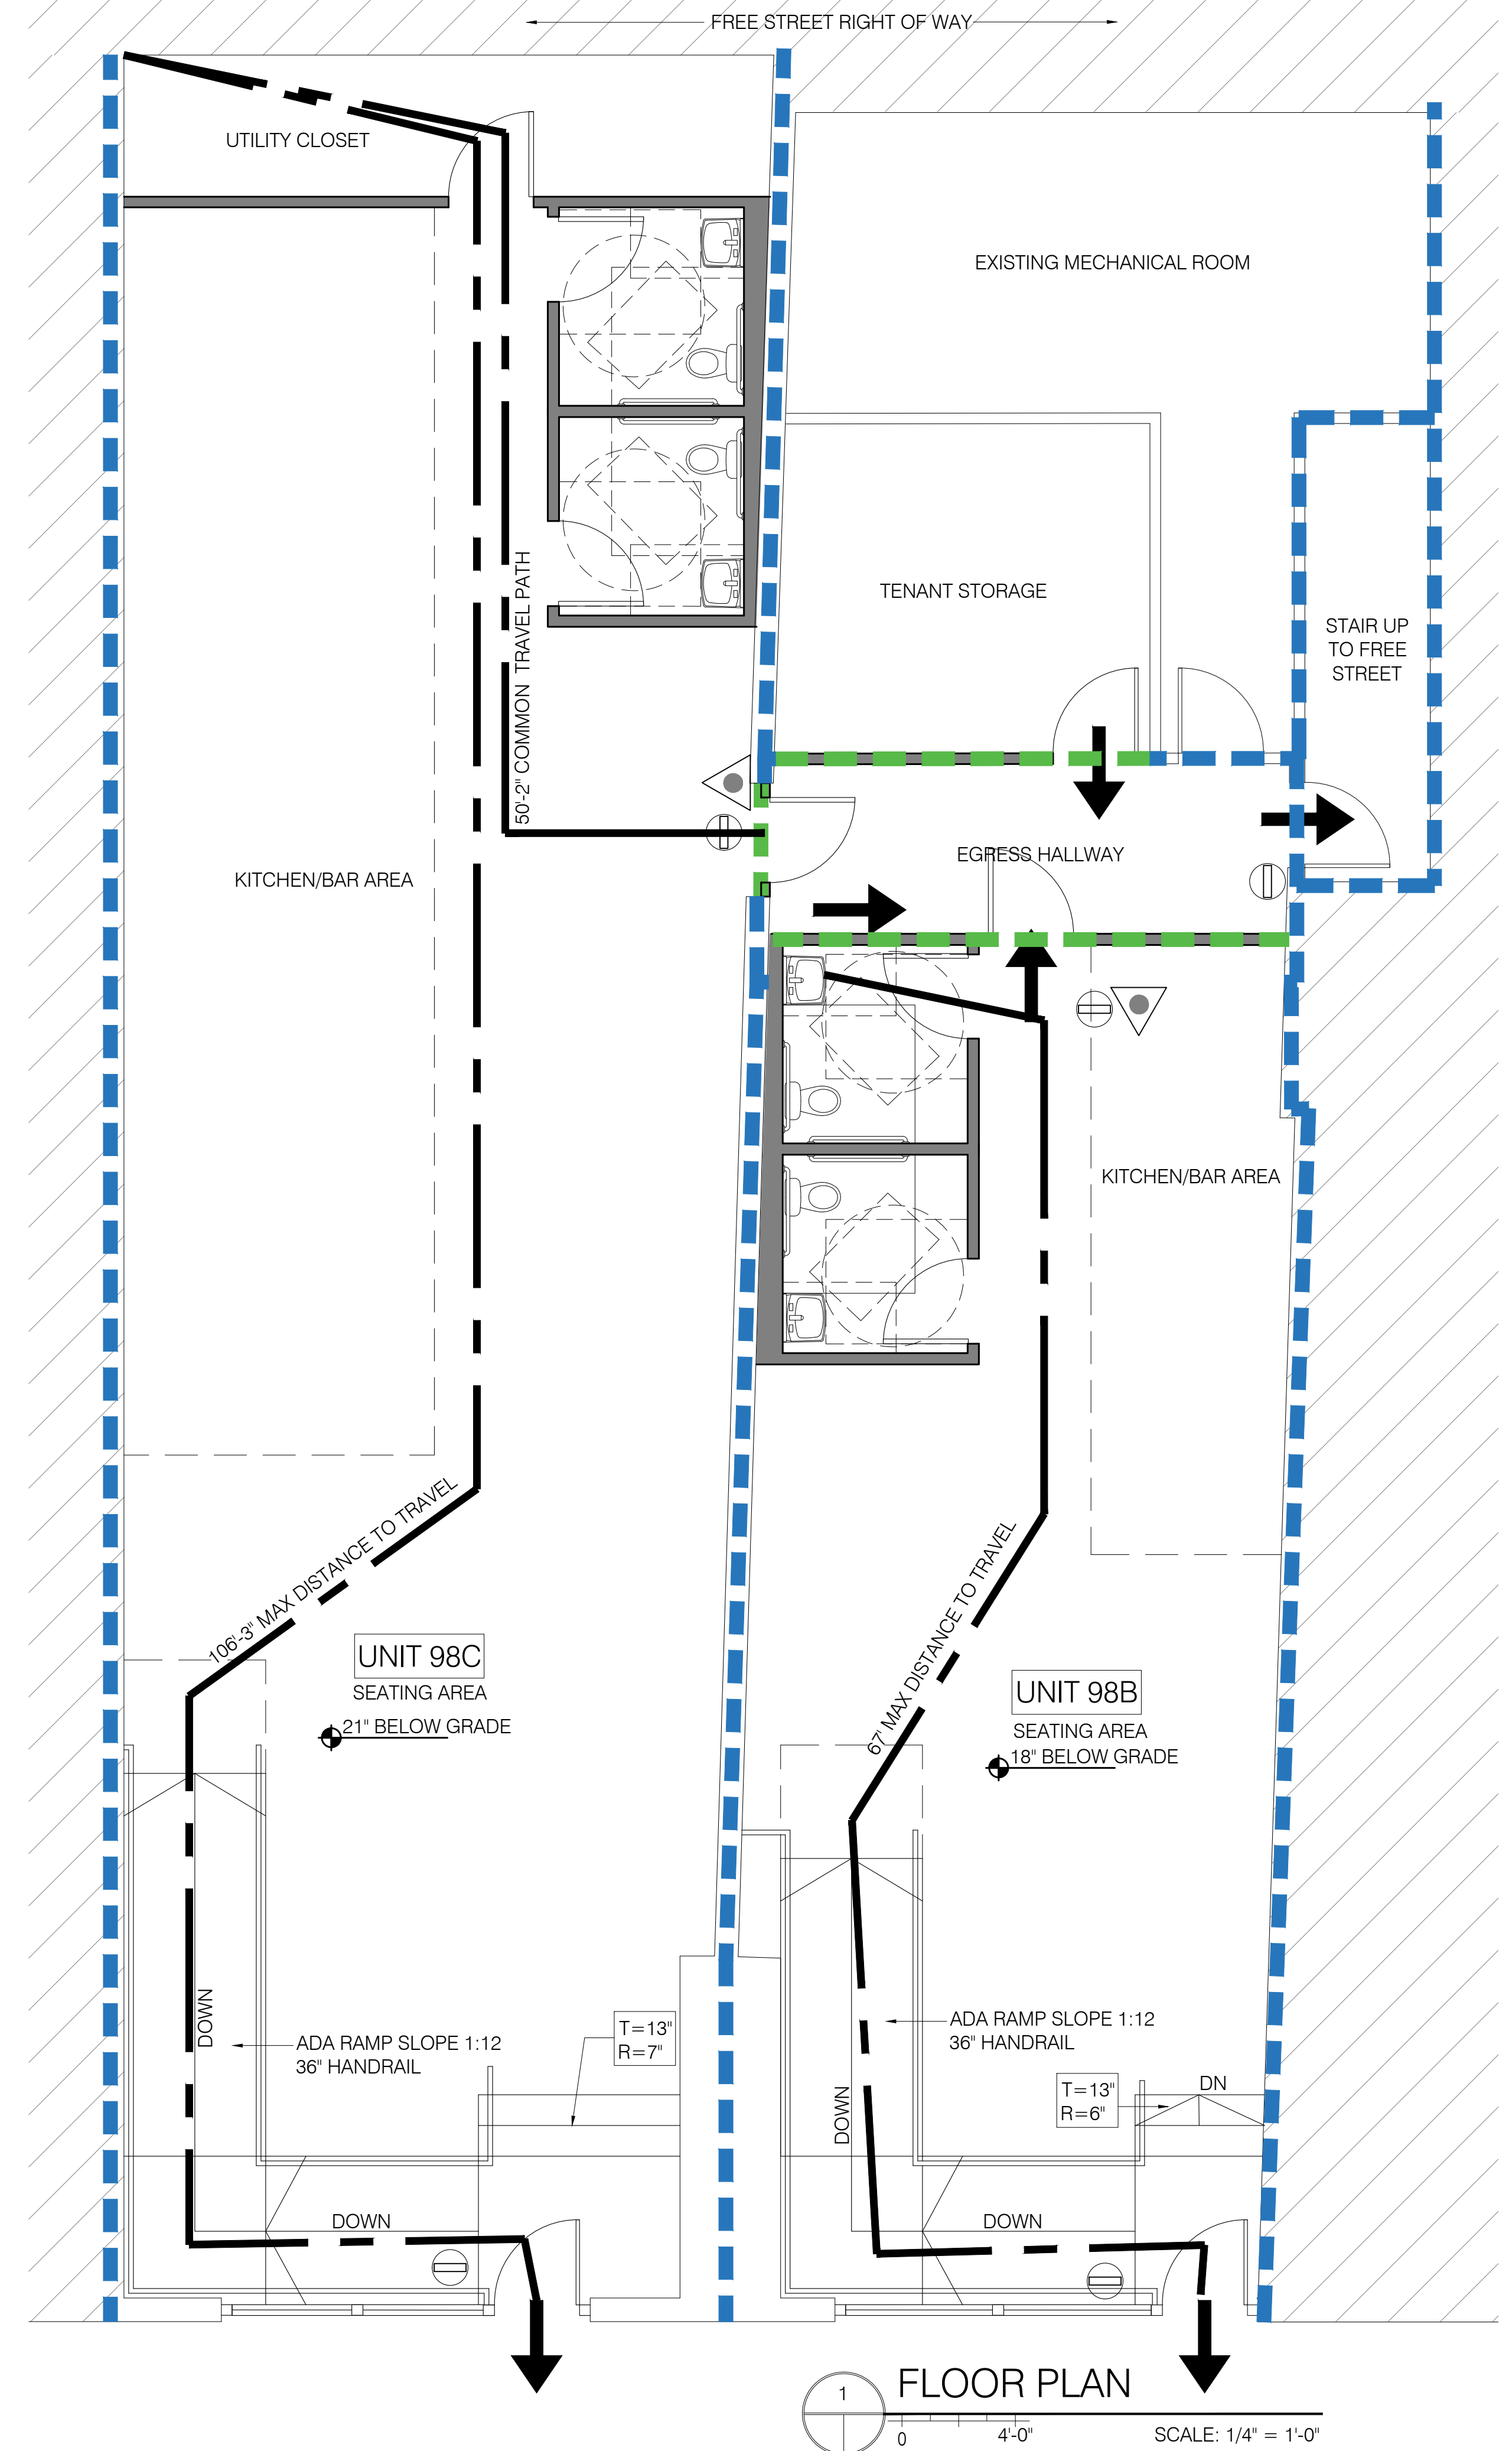 FREE STREET RIGHT OF WAY
UTILITY CLOSET
EXISTING MECHANICAL ROOM
TENANT STORAGE
STAIR UP
TO FREE
STREET
50'-2" COMMON TRAVEL PATH
EGRESS HALLWAY
KITCHEN/BAR AREA
KITCHEN/BAR AREA
106'-3" MAX DISTANCE TO TRAVEL
67' MAX DISTANCE TO TRAVEL
UNIT 98C
SEATING AREA
21" BELOW GRADE
UNIT 98B
SEATING AREA
18" BELOW GRADE
DOWN
ADA RAMP SLOPE 1:12
36" HANDRAIL
T=13"
R=7"
ADA RAMP SLOPE 1:12
36" HANDRAIL
DOWN
T=13"
R=6"
DN
DOWN
DOWN
1
FLOOR PLAN
0
4'-0"
SCALE: 1/4" = 1'-0"